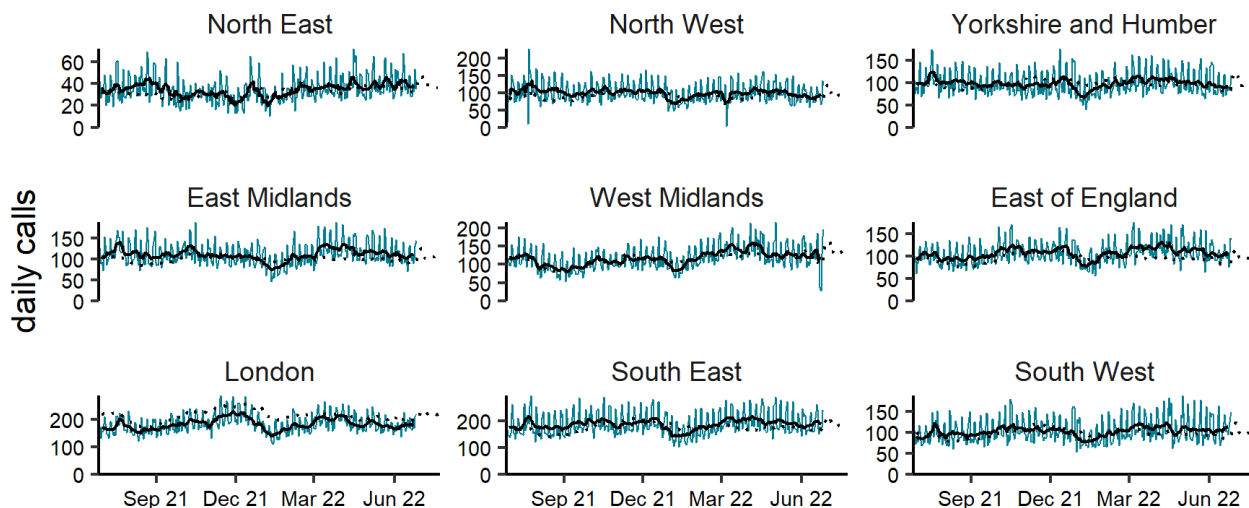 North East
North West
Yorkshire and Humber
60
40
20
0
200
150
100
50
0
150
100
50
0
daily calls
East Midlands
West Midlands
East of England
150
100
50
0
200
150
100
50
0
150
100
50
0
London
South East
South West
200
100
0
200
100
0
150
100
50
0
Sep 21 Dec 21 Mar 22 Jun 22
Sep 21 Dec 21 Mar 22 Jun 22
Sep 21 Dec 21 Mar 22 Jun 22